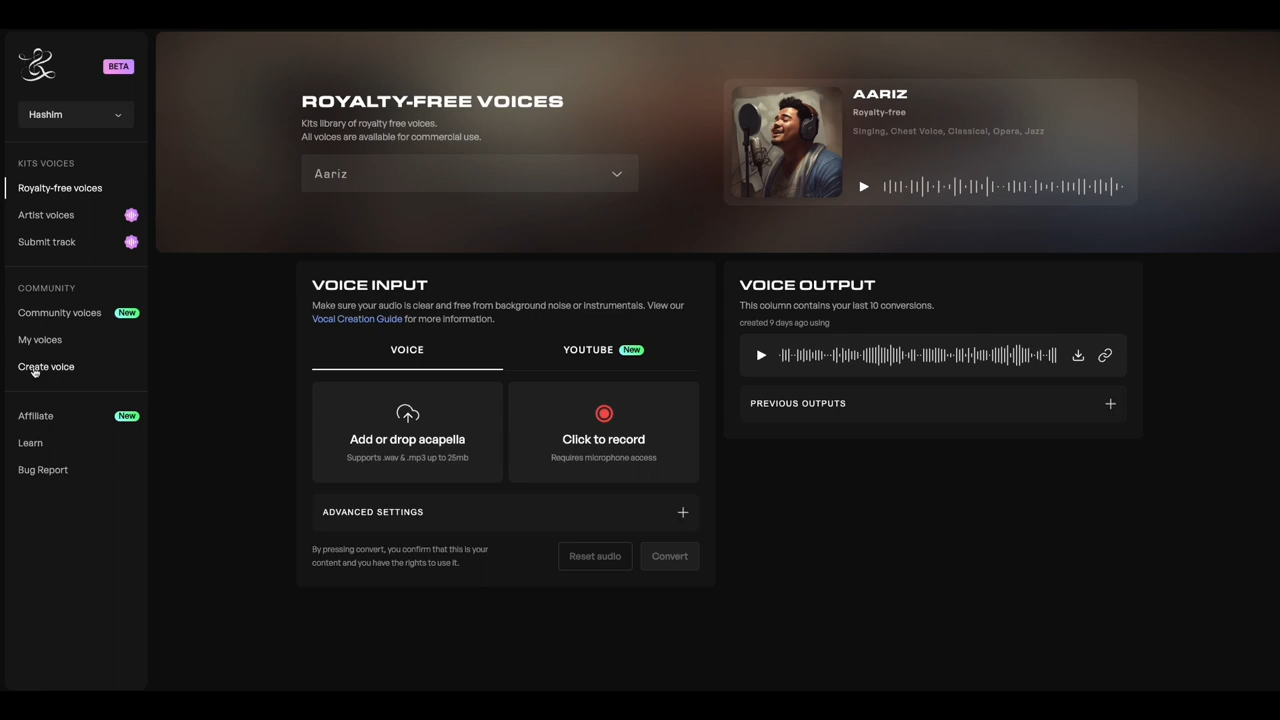 BETA
Hashim
KITS VOICES
Royalty-free voices
Artist voices
Submit track
COMMUNITY
Community voices New
My voices
Create voice
Affiliate New
Learn
Bug Report
ROYALTY-FREE VOICES
Kits library of royalty free voices.
All voices are available for commercial use.
Aariz
AARIZ
Royalty-free
Singing, Chest Voice, Classical, Opera, Jazz
VOICE INPUT
Make sure your audio is clear and free from background noise or instrumentals. View our
Vocal Creation Guide for more information.
VOICE
YOUTUBE New
Add or drop acapella
Supports .wav & .mp3 up to 25mb
Click to record
Requires microphone access
ADVANCED SETTINGS
By pressing convert, you confirm that this is your
content and you have the rights to use it.
Reset audio
Convert
VOICE OUTPUT
This column contains your last 10 conversions.
created 9 days ago using
PREVIOUS OUTPUTS